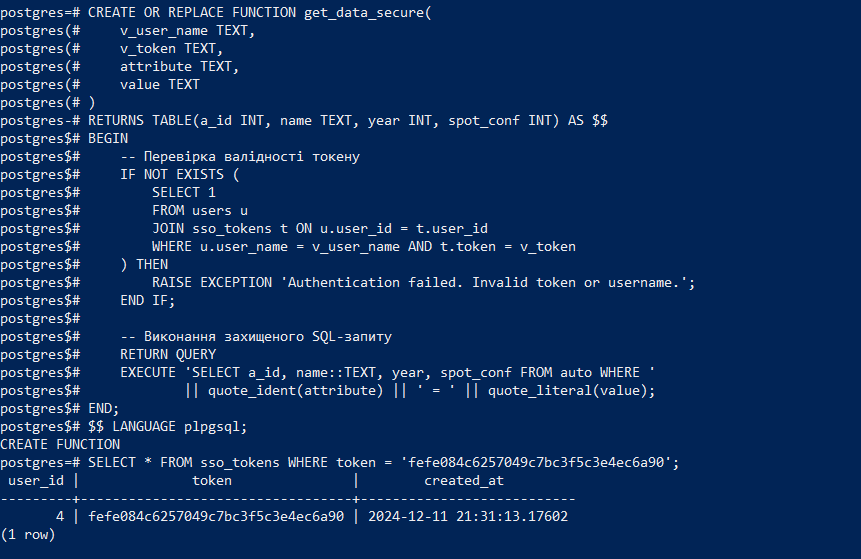 postgres=# CREATE OR REPLACE FUNCTION get_data_secure(
postgres(#     v_user_name TEXT,
postgres(#     v_token TEXT,
postgres(#     attribute TEXT,
postgres(#     value TEXT
postgres(# )
postgres-# RETURNS TABLE(a_id INT, name TEXT, year INT, spot_conf INT) AS $$
postgres$# BEGIN
postgres$#     -- Перевірка валідності токену
postgres$#     IF NOT EXISTS (
postgres$#         SELECT 1
postgres$#         FROM users u
postgres$#         JOIN sso_tokens t ON u.user_id = t.user_id
postgres$#         WHERE u.user_name = v_user_name AND t.token = v_token
postgres$#     ) THEN
postgres$#         RAISE EXCEPTION 'Authentication failed. Invalid token or username.';
postgres$#     END IF;
postgres$#
postgres$#     -- Виконання захищеного SQL-запиту
postgres$#     RETURN QUERY
postgres$#     EXECUTE 'SELECT a_id, name::TEXT, year, spot_conf FROM auto WHERE '
postgres$#             || quote_ident(attribute) || ' = ' || quote_literal(value);
postgres$# END;
postgres$# $$ LANGUAGE plpgsql;
CREATE FUNCTION
postgres=# SELECT * FROM sso_tokens WHERE token = 'fefe084c6257049c7bc3f5c3e4ec6a90';
 user_id |              token               |        created_at
---------+----------------------------------+---------------------------
       4 | fefe084c6257049c7bc3f5c3e4ec6a90 | 2024-12-11 21:31:13.17602
(1 row)